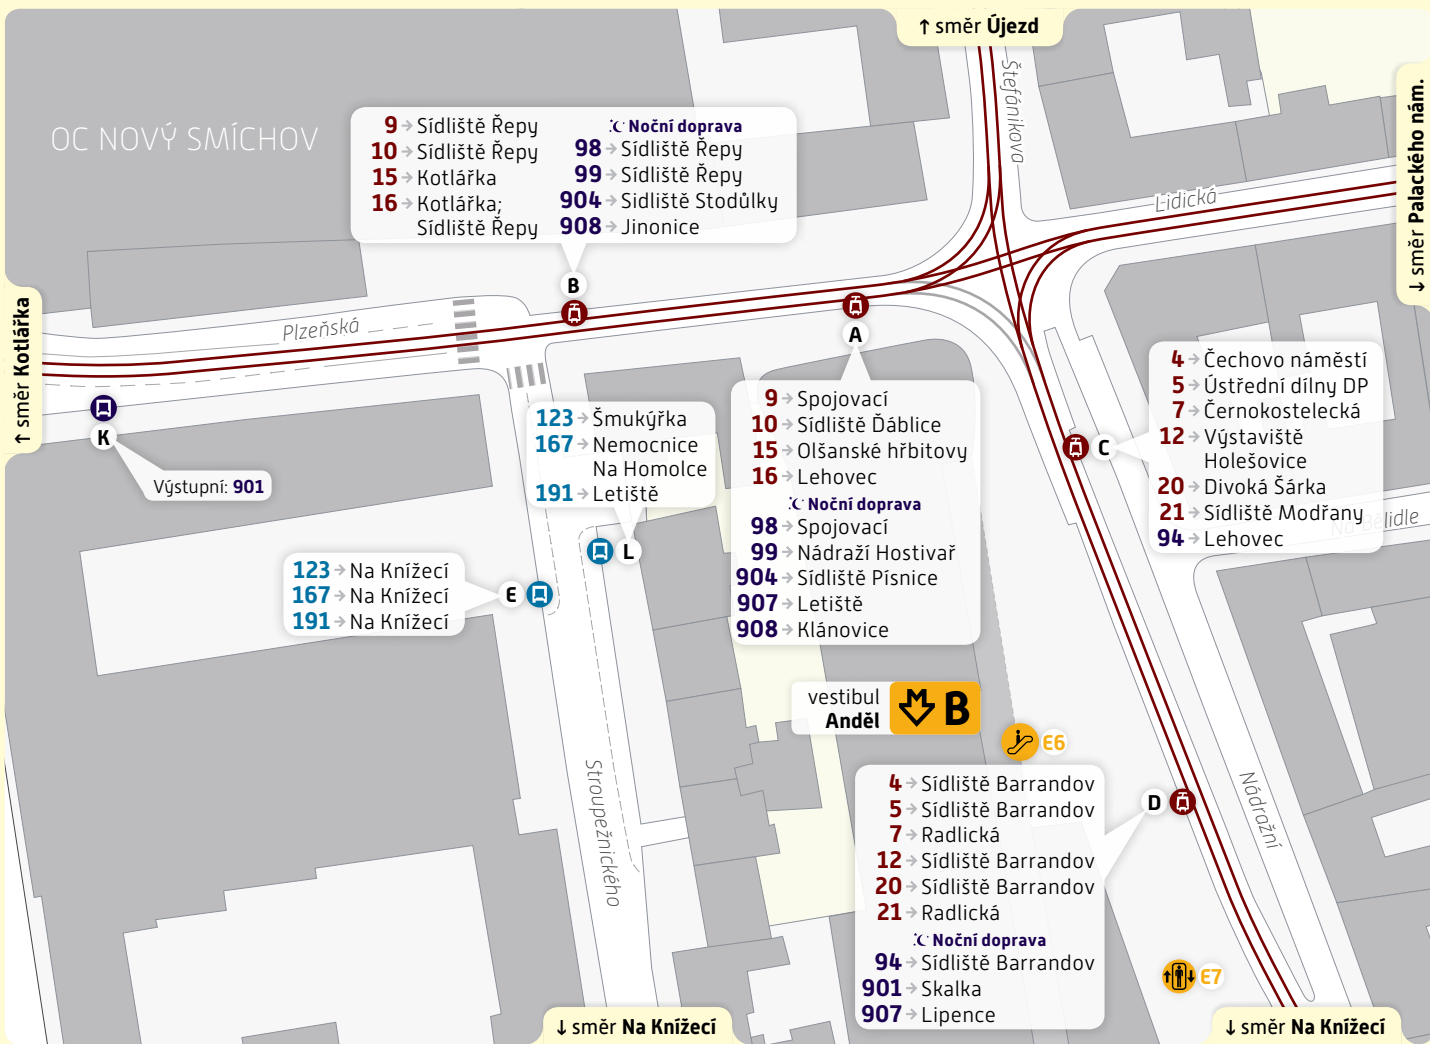 ↑ směr Újezd
Štefánikova
OC NOVÝ SMÍCHOV
9 → Sídliště Řepy
10 → Sídliště Řepy
15 → Kotlářka
16 → Kotlářka;
Sídliště Řepy
Noční doprava
98 → Sídliště Řepy
99 → Sídliště Řepy
904 → Sidliště Stodůlky
908 → Jinonice
B
↓ směr Palackého nám.
Lidická
↑ směr Kotlářka
Plzeňská
A
9 → Spojovací
10 → Sídliště Ďáblice
15 → Olšanské hřbitovy
16 → Lehovec
Noční doprava
98 → Spojovací
99 → Nádraží Hostivař
904 → Sídliště Písnice
907 → Letiště
908 → Klánovice
4 → Čechovo náměstí
5 → Ústřední dílny DP
7 → Černokostelecká
12 → Výstaviště
Holešovice
20 → Divoká Šárka
21 → Sídliště Modřany
94 → Lehovec
C
Na Bělidle
K
Výstupní: 901
123 → Šmukýřka
167 → Nemocnice
Na Homolce
191 → Letiště
L
123 → Na Knížecí
167 → Na Knížecí
191 → Na Knížecí
E
vestibul
Anděl
B
E6
4 → Sídliště Barrandov
5 → Sídliště Barrandov
7 → Radlická
12 → Sídliště Barrandov
20 → Sídliště Barrandov
21 → Radlická
Noční doprava
94 → Sídliště Barrandov
901 → Skalka
907 → Lipence
D
Nádražní
Stroupežnického
E7
↓ směr Na Knížecí
↓ směr Na Knížecí